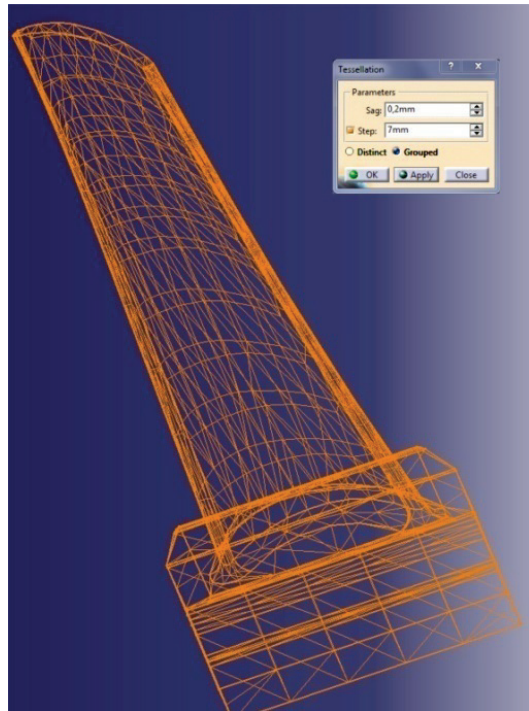 Tessellation
Parameters
Sag: 0,2mm
Step: 7mm
Distinct Grouped
OK Apply Close